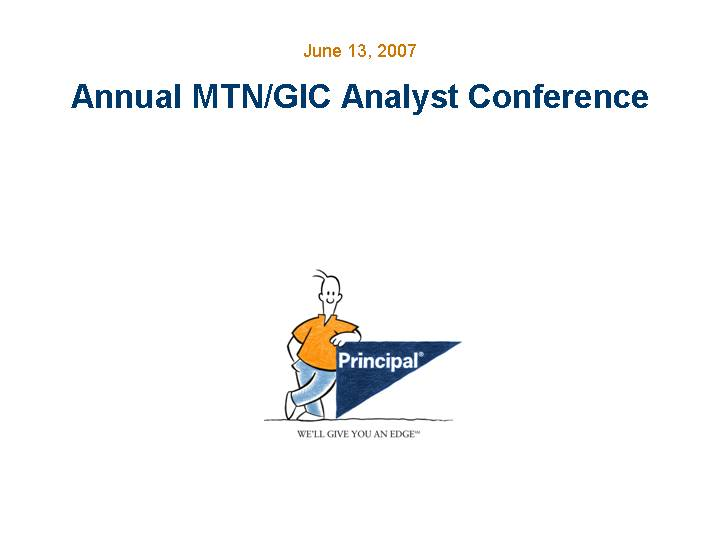 June 13, 2007
Annual MTN/GIC Analyst Conference
Principal®
WE'LL GIVE YOU AN EDGE℠